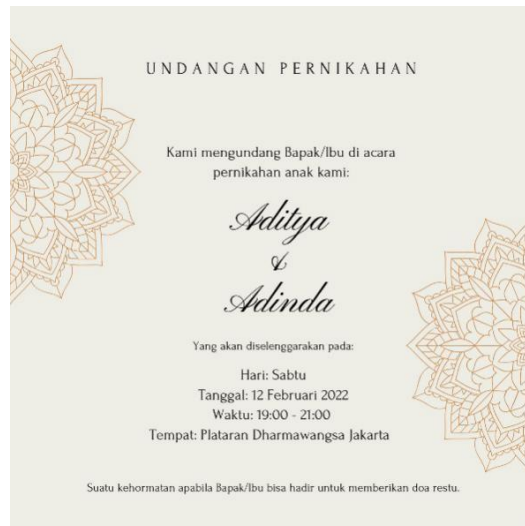 UNDANGAN PERNIKAHAN
Kami mengundang Bapak/Ibu di acara
pernikahan anak kami:
Aditya
&
Adinda
Yang akan diselenggarakan pada:
Hari: Sabtu
Tanggal: 12 Februari 2022
Waktu: 19:00 - 21:00
Tempat: Plataran Dharmawangsa Jakarta
Suatu kehormatan apabila Bapak/Ibu bisa hadir untuk memberikan doa restu.